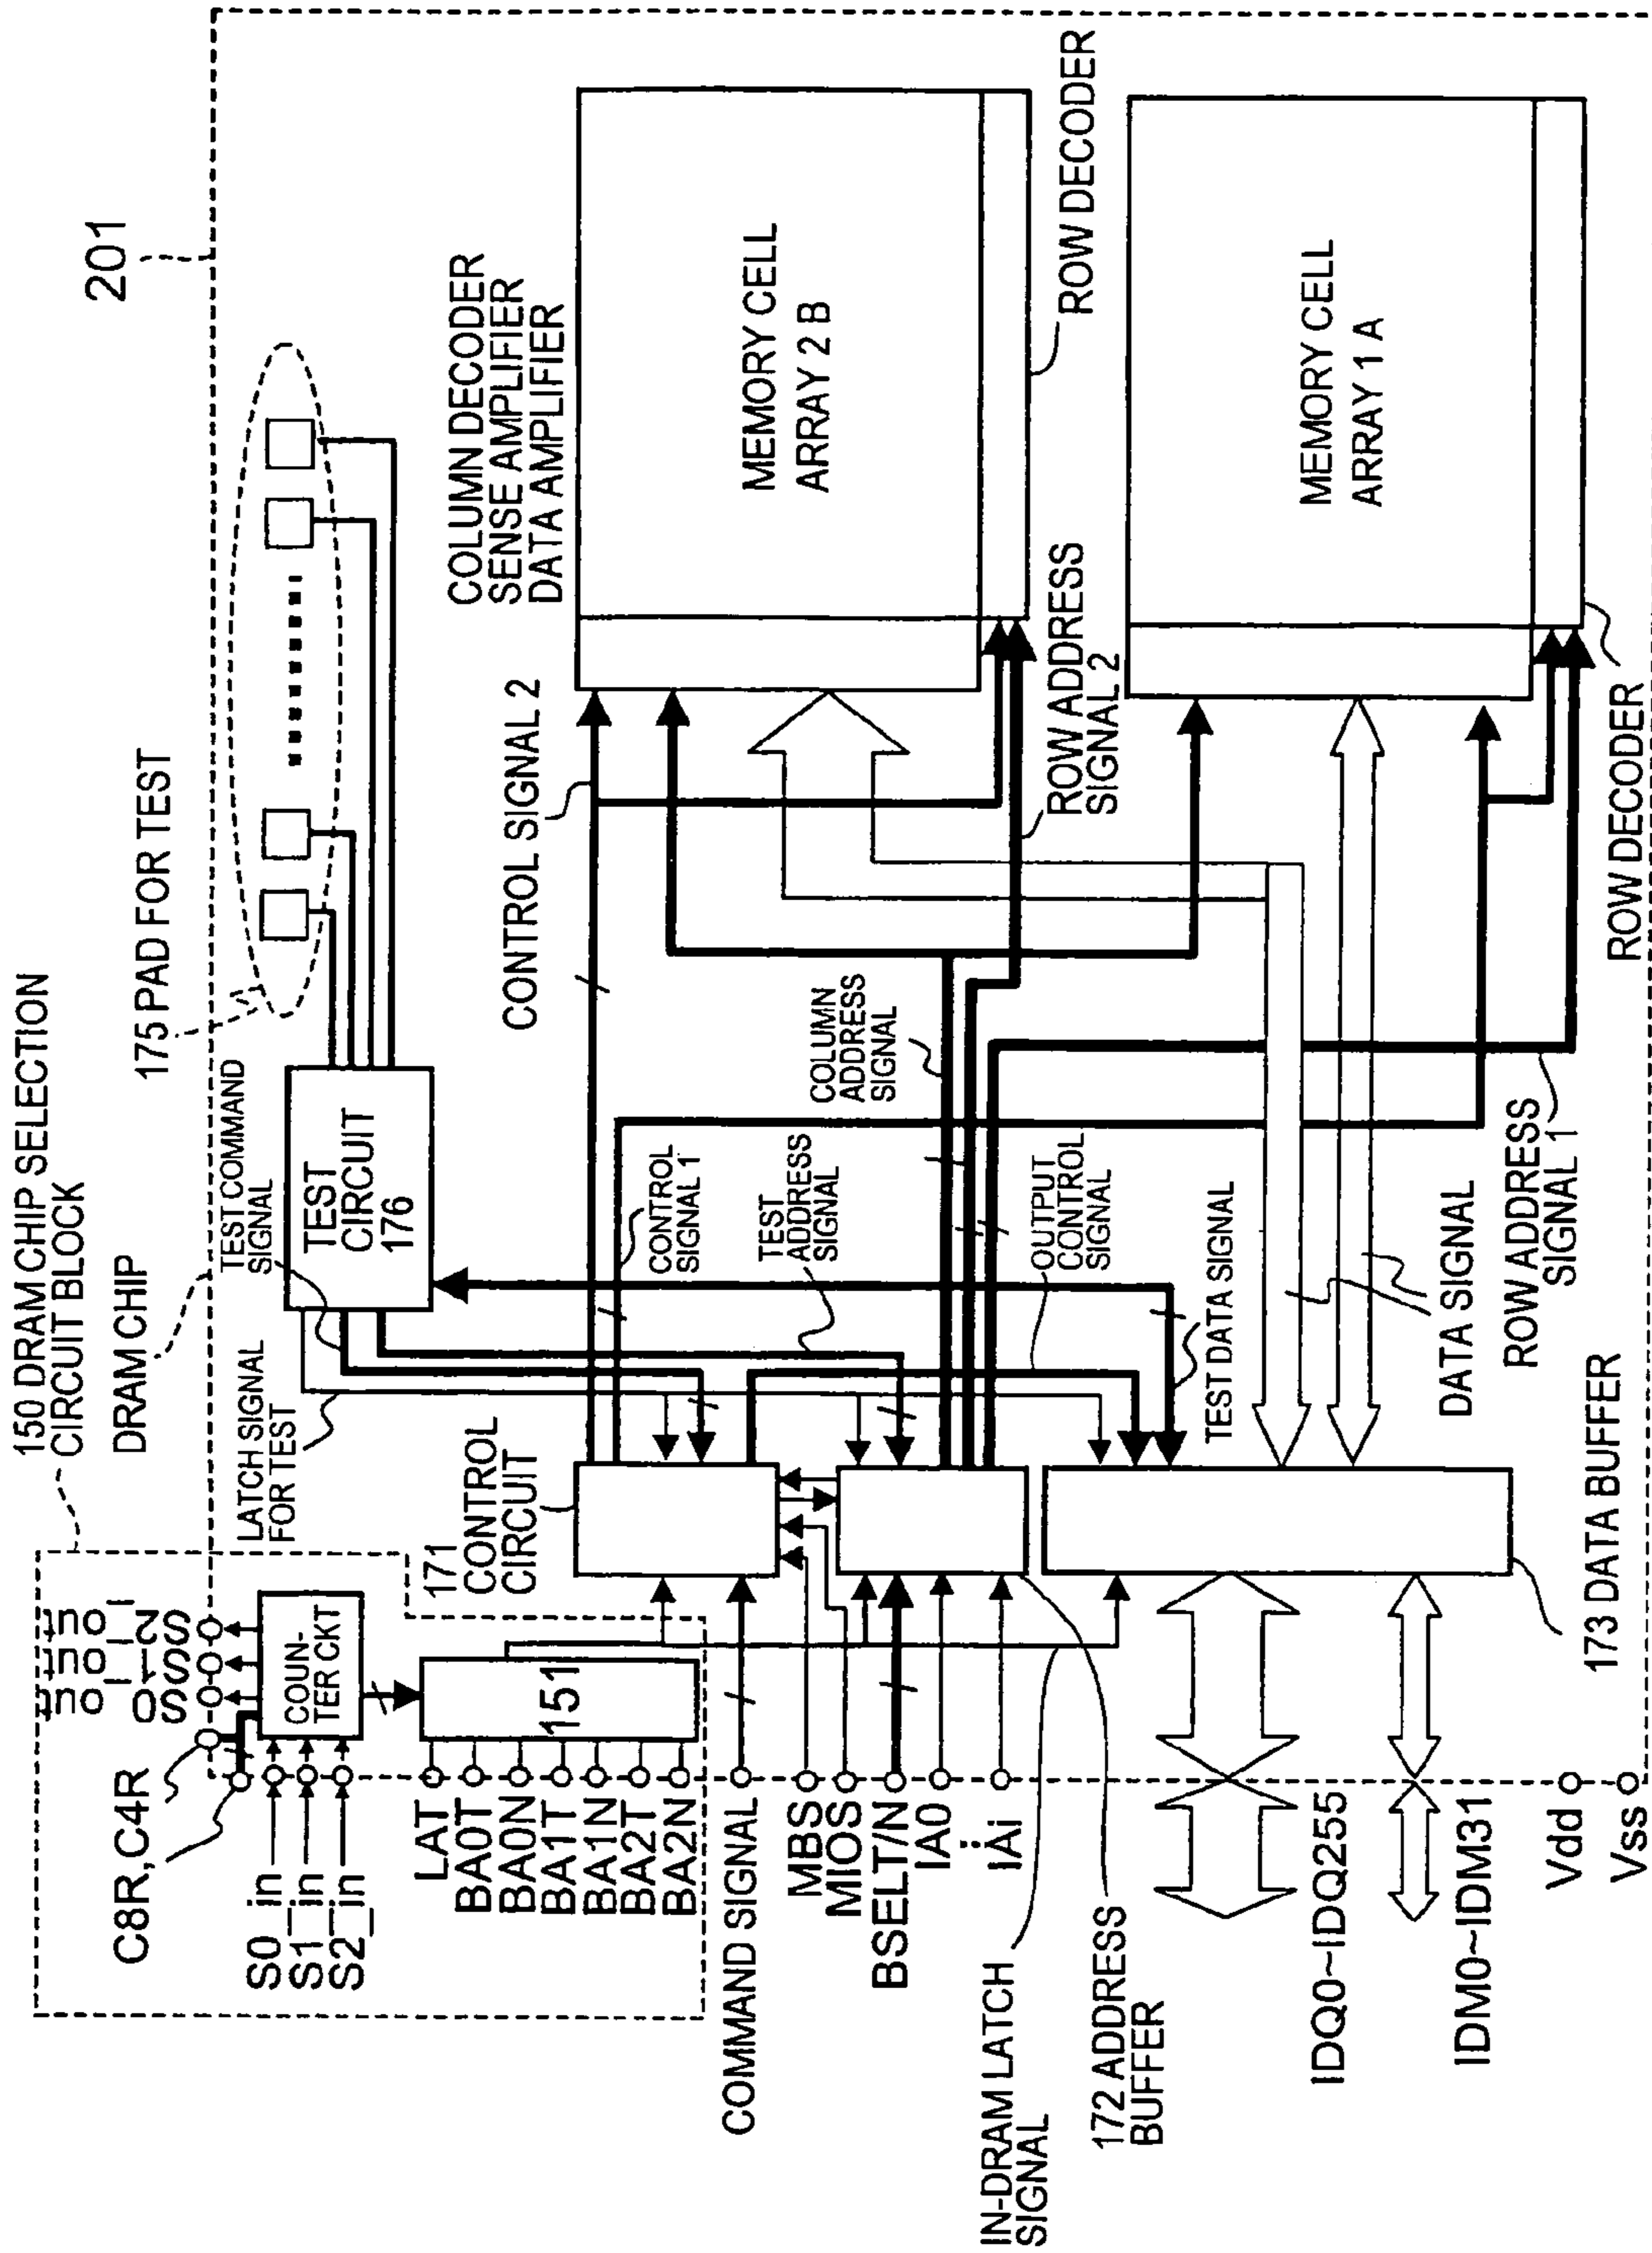 150 DRAM CHIP SELECTION
CIRCUIT BLOCK
DRAM CHIP
201
175 PAD FOR TEST
C8R,C4R
S0_out
S1_out
S2_out
S0_in
S1_in
S2_in
COUN-
TER CKT
151
LAT
BA0T
BA0N
BA1T
BA1N
BA2T
BA2N
LATCH SIGNAL
FOR TEST
TEST COMMAND
SIGNAL
TEST
CIRCUIT
176
171
CONTROL
CIRCUIT
CONTROL
SIGNAL 1
TEST
ADDRESS
SIGNAL
CONTROL SIGNAL 2
COLUMN DECODER
SENSE AMPLIFIER
DATA AMPLIFIER
MEMORY CELL
ARRAY 2 B
ROW DECODER
COMMAND SIGNAL
MBS
MIOS
BSELT/N
IA0
iAi
COLUMN
ADDRESS
SIGNAL
OUTPUT
CONTROL
SIGNAL
ROW ADDRESS
SIGNAL 2
TEST DATA SIGNAL
MEMORY CELL
ARRAY 1 A
IN-DRAM LATCH
SIGNAL
172 ADDRESS
BUFFER
IDQ0~IDQ255
IDM0~IDM31
DATA SIGNAL
ROW ADDRESS
SIGNAL 1
ROW DECODER
173 DATA BUFFER
Vdd
Vss